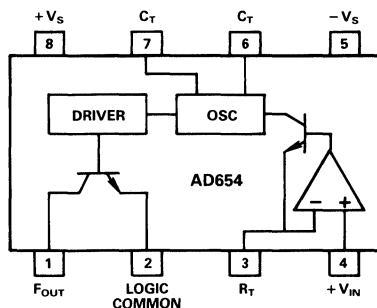 +VS CT CT −VS
8 7 6 5
DRIVER OSC
AD654
− +
1 2 3 4
FOUT LOGIC COMMON RT +VIN